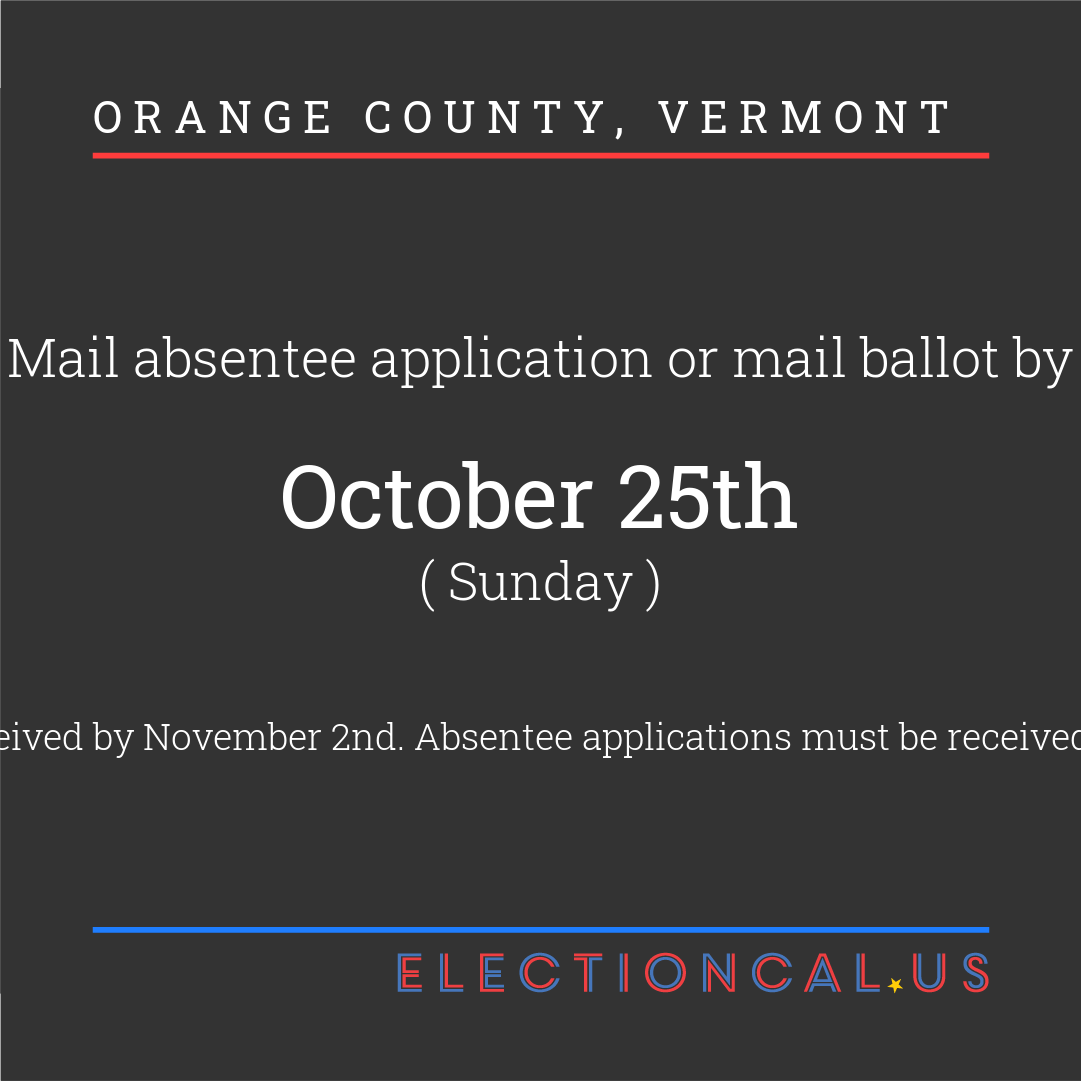 ORANGE COUNTY, VERMONT
Mail absentee application or mail ballot by
October 25th
( Sunday )
eived by November 2nd. Absentee applications must be received
ELECTIONCAL.US